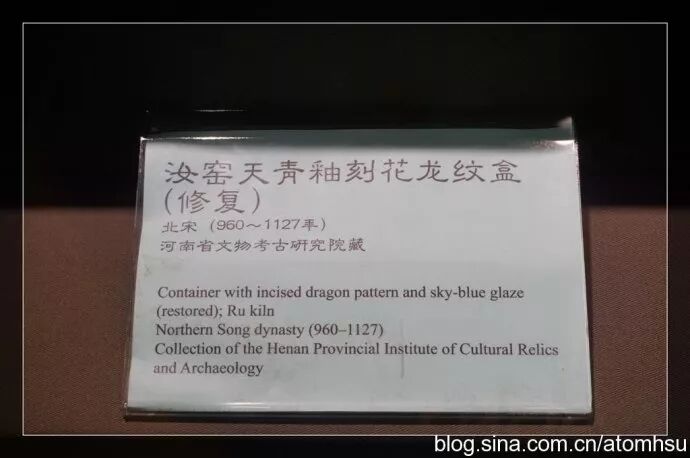 汝窑天青釉刻花龙纹盒
(修复)
北宋 (960～1127年)
河南省文物考古研究院藏
Container with incised dragon pattern and sky-blue glaze
(restored); Ru kiln
Northern Song dynasty (960–1127)
Collection of the Henan Provincial Institute of Cultural Relics
and Archaeology
blog.sina.com.cn/atomhsu